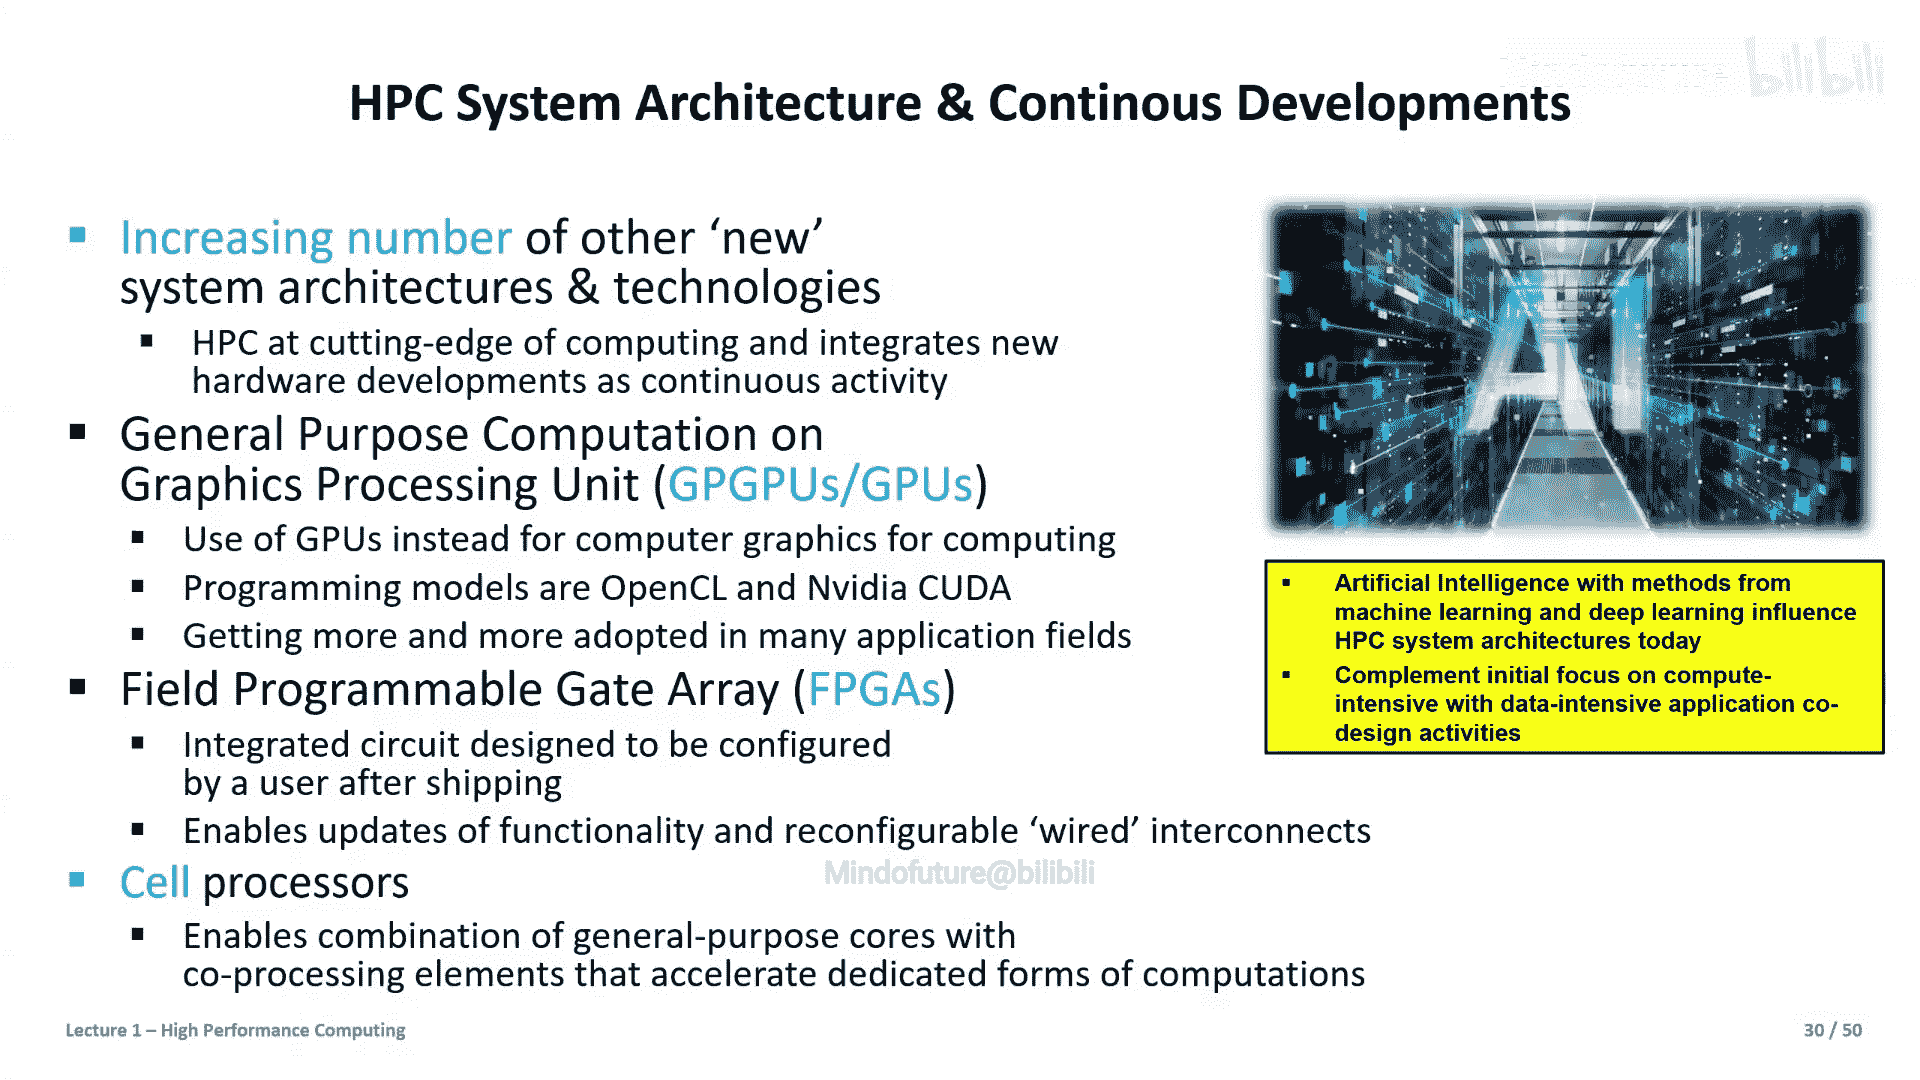 bilibili
HPC System Architecture & Continous Developments
▪ Increasing number of other ‘new’
system architectures & technologies
▪ HPC at cutting-edge of computing and integrates new
hardware developments as continuous activity
▪ General Purpose Computation on
Graphics Processing Unit (GPGPUs/GPUs)
▪ Use of GPUs instead for computer graphics for computing
▪ Programming models are OpenCL and Nvidia CUDA
▪ Getting more and more adopted in many application fields
▪ Field Programmable Gate Array (FPGAs)
▪ Integrated circuit designed to be configured
by a user after shipping
▪ Enables updates of functionality and reconfigurable ‘wired’ interconnects
▪ Cell processors
▪ Enables combination of general-purpose cores with
co-processing elements that accelerate dedicated forms of computations
AI
▪ Artificial Intelligence with methods from
machine learning and deep learning influence
HPC system architectures today
▪ Complement initial focus on compute-
intensive with data-intensive application co-
design activities
Mindofuture@bilibili
Lecture 1 – High Performance Computing
30 / 50